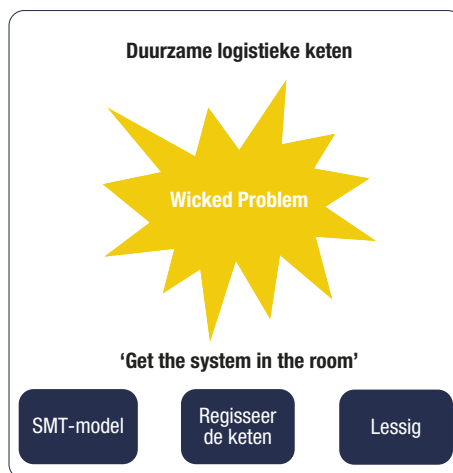 Duurzame logistieke keten
Wicked Problem
‘Get the system in the room’
SMT-model
Regisseer
de keten
Lessig